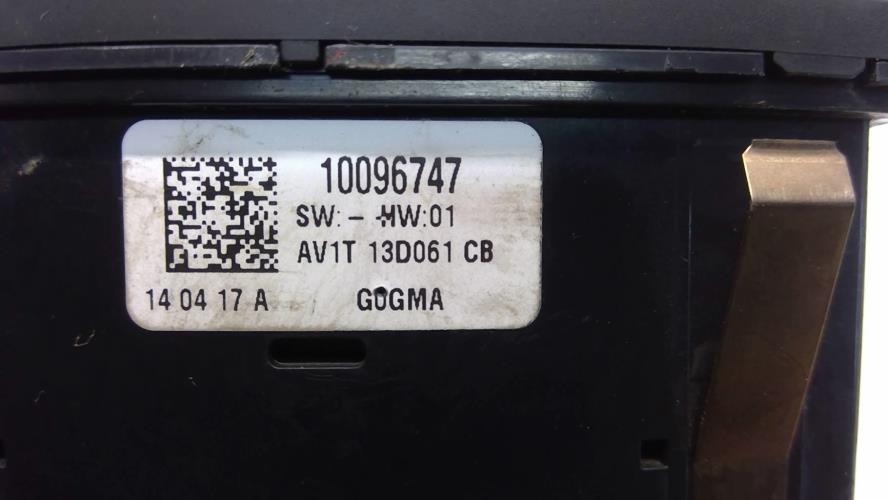 10096747
SW: - HW:01
AV1T 13D061 CB
14 04 17 A G0GMA